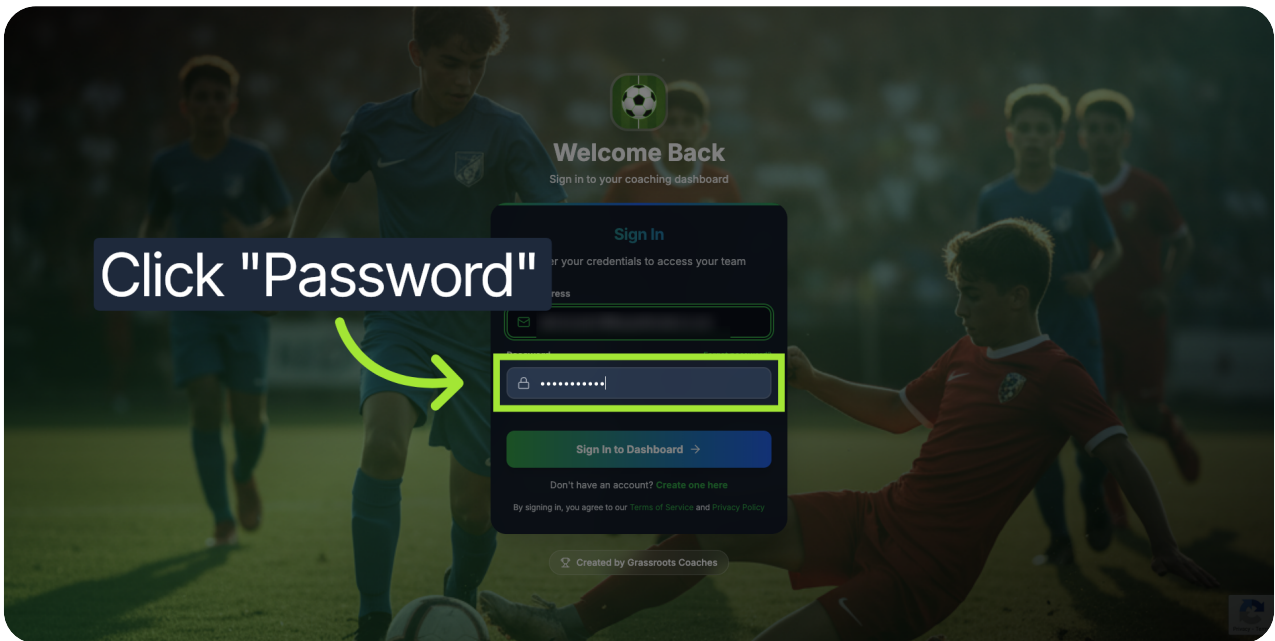 Welcome Back
Sign in to your coaching dashboard
Sign In
er your credentials to access your team
Click "Password"
ress
Password
•••••••••••
Sign In to Dashboard →
Don't have an account? Create one here
By signing in, you agree to our Terms of Service and Privacy Policy
Created by Grassroots Coaches